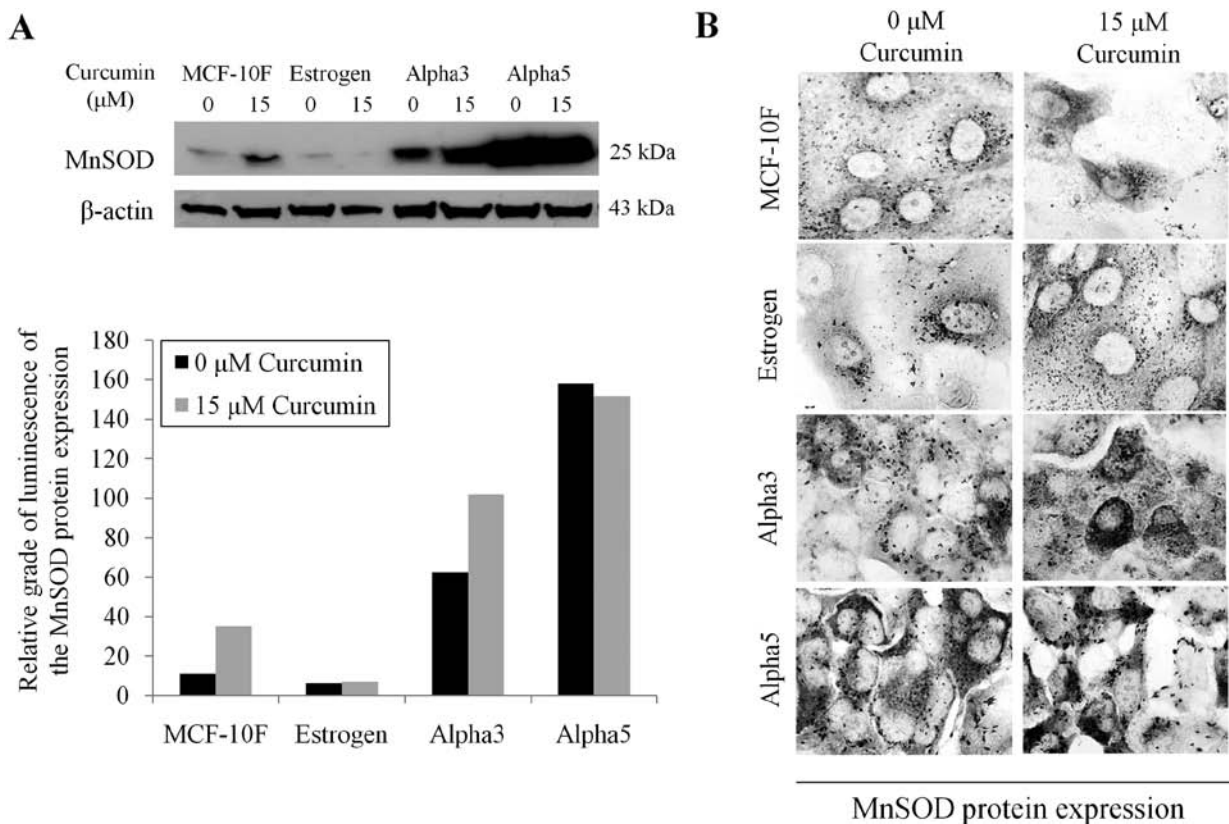 A
Curcumin (μM)
MCF-10F Estrogen Alpha3 Alpha5
0 15 0 15 0 15 0 15
MnSOD
25 kDa
β-actin
43 kDa
Relative grade of luminescence of
the MnSOD protein expression
180
160
140
120
100
80
60
40
20
0
0 μM Curcumin
15 μM Curcumin
MCF-10F Estrogen Alpha3 Alpha5
B
0 μM
Curcumin
15 μM
Curcumin
MCF-10F
Estrogen
Alpha3
Alpha5
MnSOD protein expression